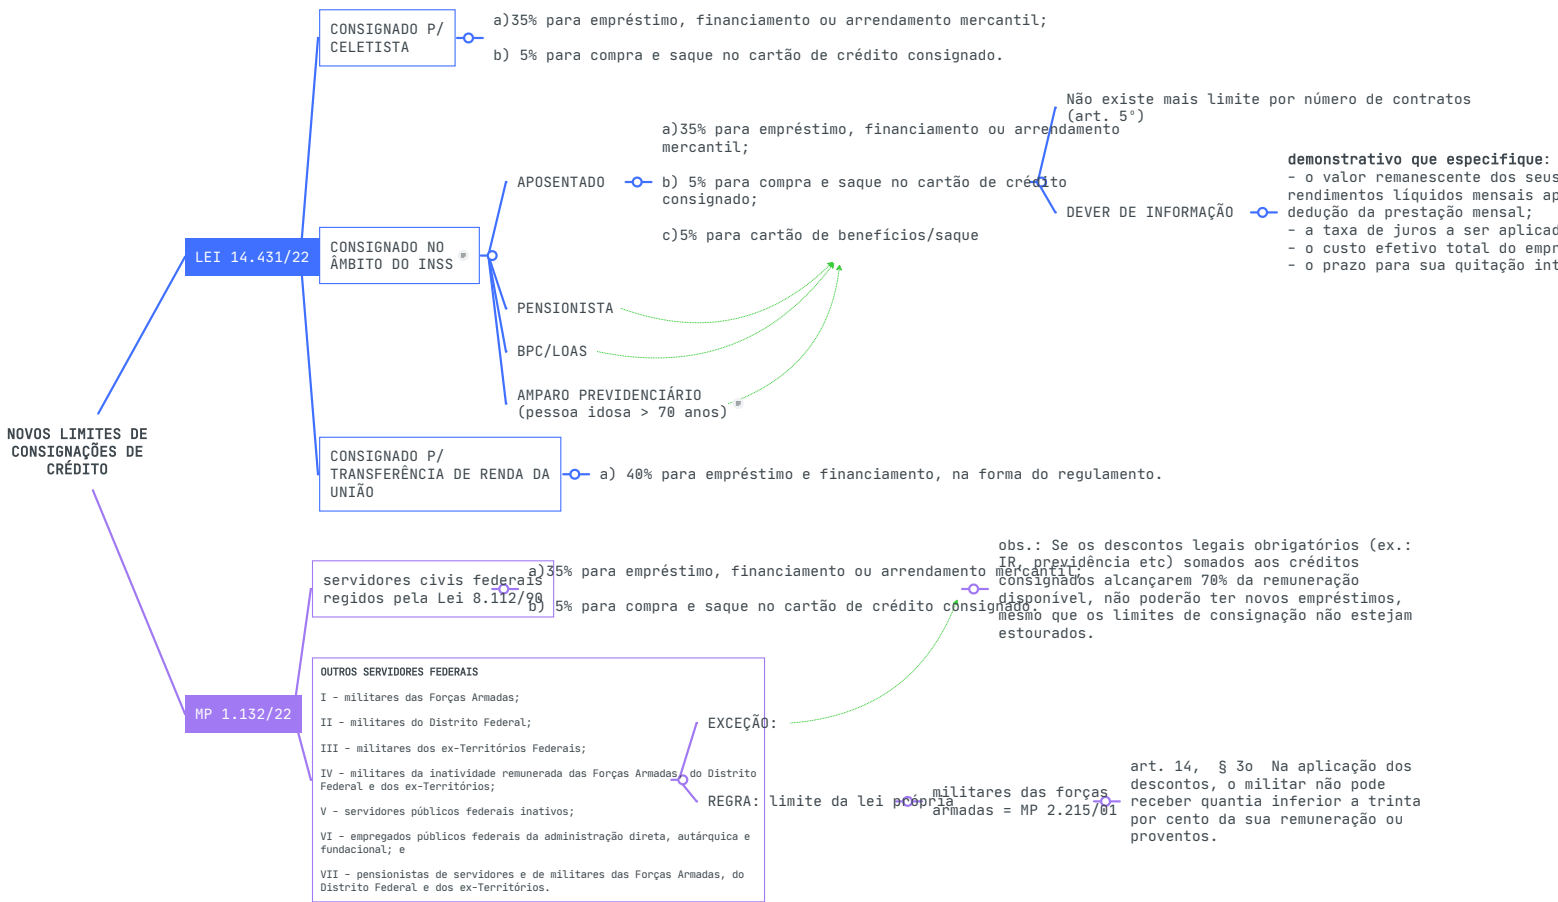 NOVOS LIMITES DE
CONSIGNAÇÕES DE
CRÉDITO
LEI 14.431/22
CONSIGNADO P/
CELETISTA
a)35% para empréstimo, financiamento ou arrendamento mercantil;
b) 5% para compra e saque no cartão de crédito consignado.
CONSIGNADO NO
ÂMBITO DO INSS
APOSENTADO
a)35% para empréstimo, financiamento ou arrendamento
mercantil;
b) 5% para compra e saque no cartão de crédito
consignado;
c)5% para cartão de benefícios/saque
Não existe mais limite por número de contratos
(art. 5°)
DEVER DE INFORMAÇÃO
demonstrativo que especifique:
- o valor remanescente dos seus
rendimentos líquidos mensais ap
dedução da prestação mensal;
- a taxa de juros a ser aplicad
- o custo efetivo total do empr
- o prazo para sua quitação int
PENSIONISTA
BPC/LOAS
AMPARO PREVIDENCIÁRIO
(pessoa idosa > 70 anos)
CONSIGNADO P/
TRANSFERÊNCIA DE RENDA DA
UNIÃO
a) 40% para empréstimo e financiamento, na forma do regulamento.
MP 1.132/22
servidores civis federais
regidos pela Lei 8.112/90
a)35% para empréstimo, financiamento ou arrendamento mercantil;
b) 5% para compra e saque no cartão de crédito consignado.
obs.: Se os descontos legais obrigatórios (ex.:
IR, previdência etc) somados aos créditos
consignados alcançarem 70% da remuneração
disponível, não poderão ter novos empréstimos,
mesmo que os limites de consignação não estejam
estourados.
OUTROS SERVIDORES FEDERAIS
I - militares das Forças Armadas;
II - militares do Distrito Federal;
III - militares dos ex-Territórios Federais;
IV - militares da inatividade remunerada das Forças Armadas, do Distrito
Federal e dos ex-Territórios;
V - servidores públicos federais inativos;
VI - empregados públicos federais da administração direta, autárquica e
fundacional; e
VII - pensionistas de servidores e de militares das Forças Armadas, do
Distrito Federal e dos ex-Territórios.
EXCEÇÃO:
REGRA: limite da lei própria
militares das forças
armadas = MP 2.215/01
art. 14,  § 3o  Na aplicação dos
descontos, o militar não pode
receber quantia inferior a trinta
por cento da sua remuneração ou
proventos.